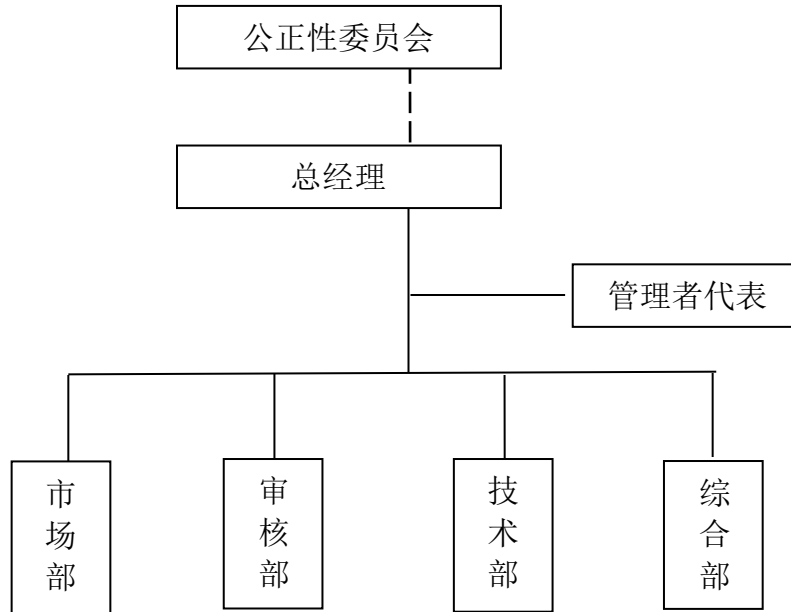 公正性委员会
总经理
管理者代表
市场部
审核部
技术部
综合部